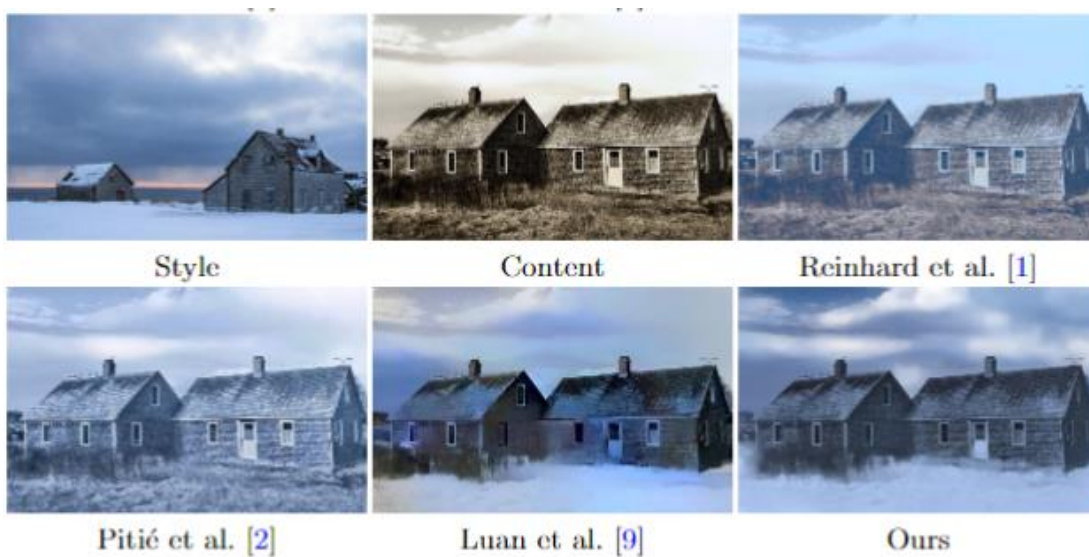 Style
Content
Reinhard et al. [1]
Pitié et al. [2]
Luan et al. [9]
Ours